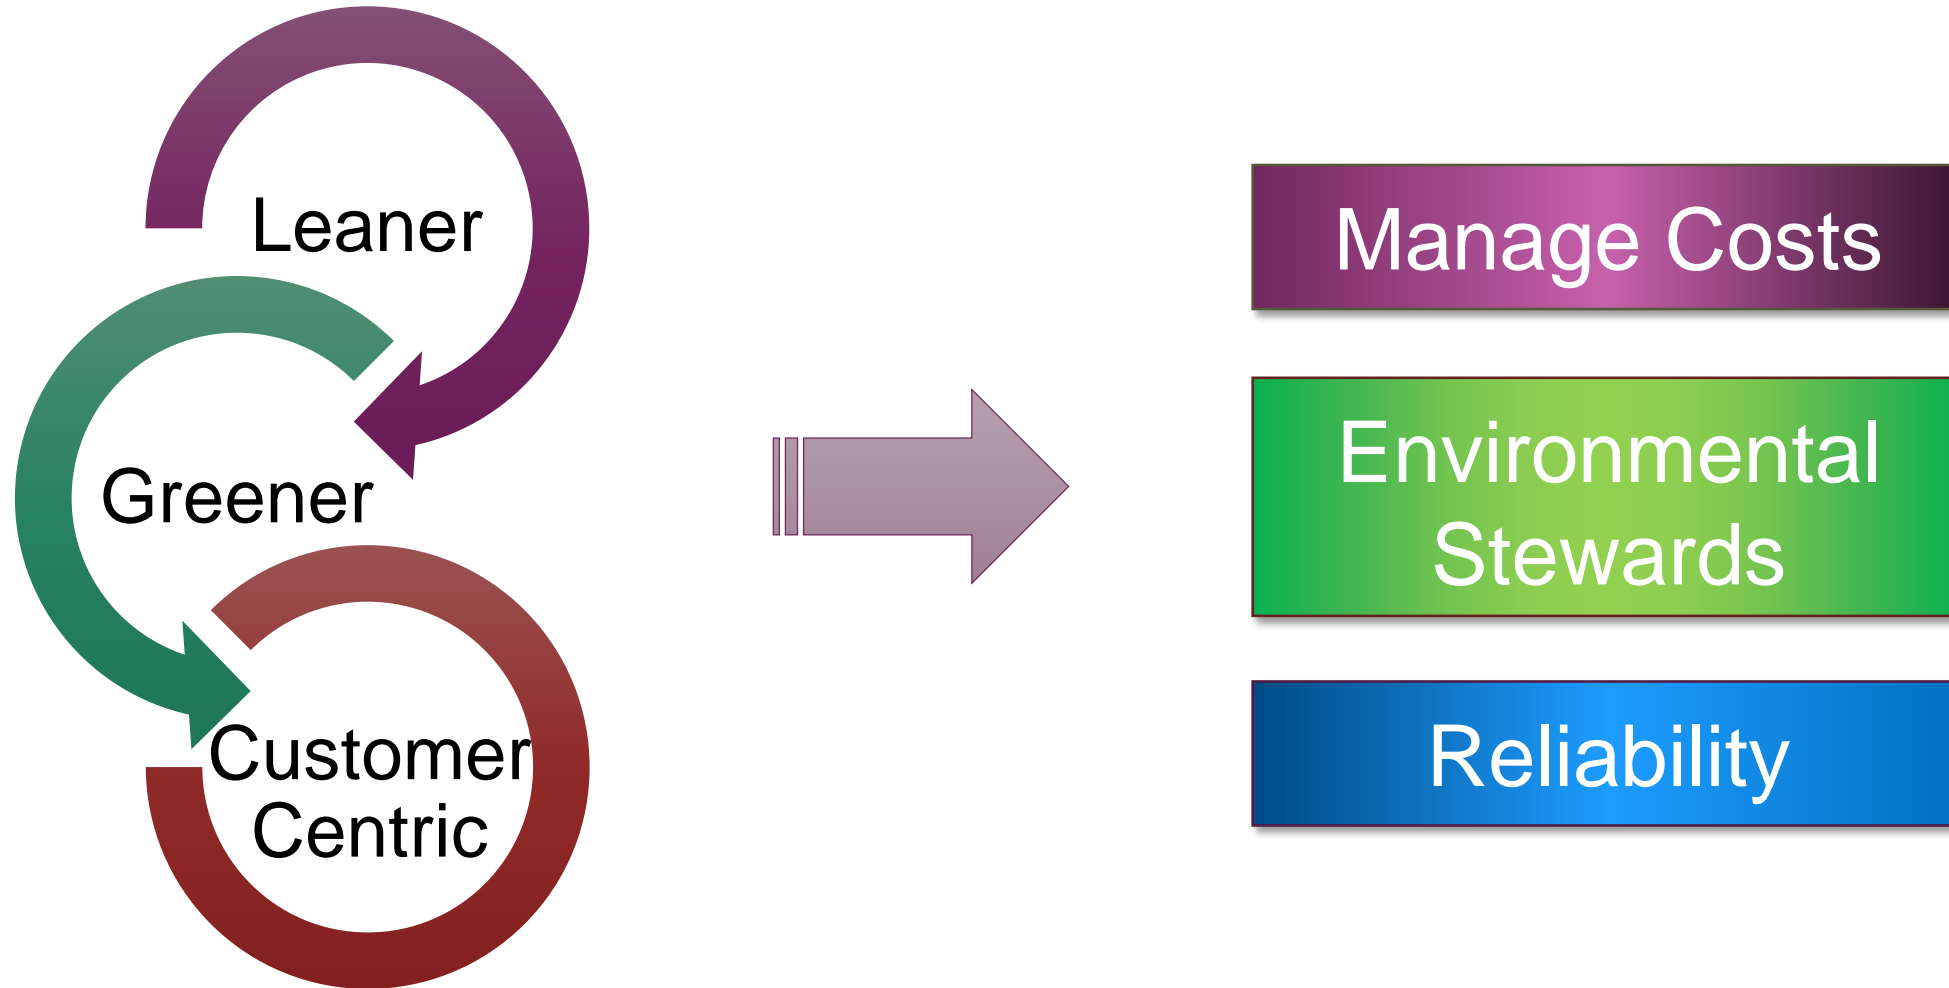 Leaner
Greener
Customer
Centric
Manage Costs
Environmental
Stewards
Reliability